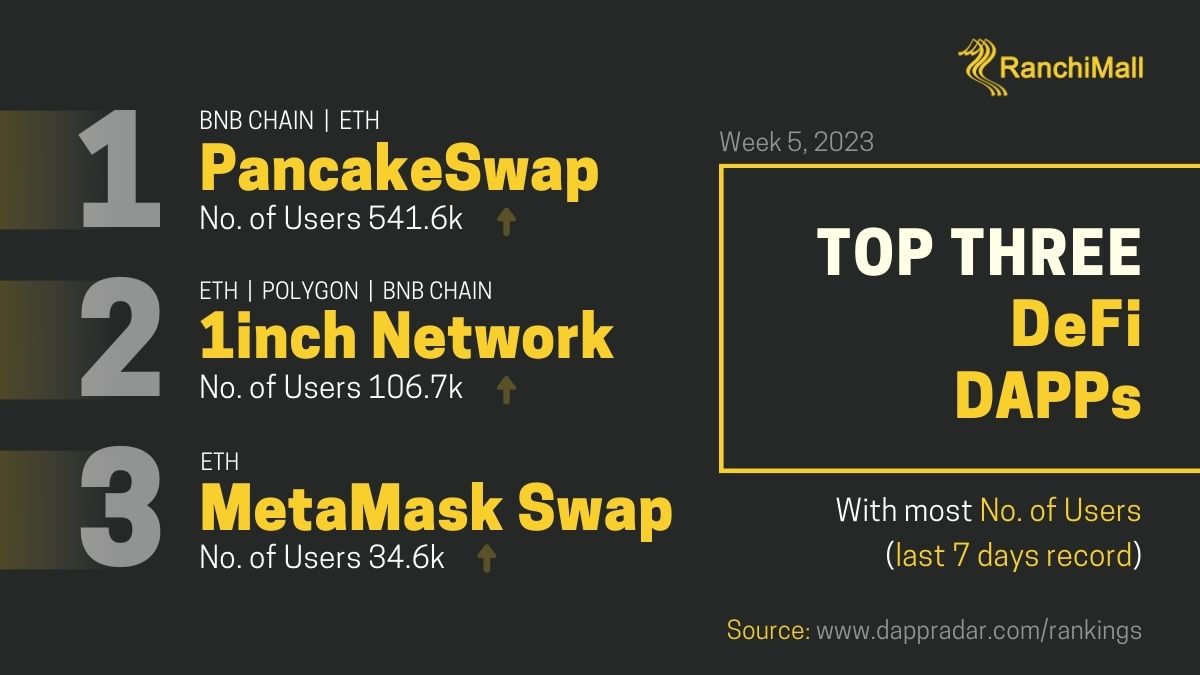 RanchiMall
1
BNB CHAIN | ETH
PancakeSwap
No. of Users 541.6k
2
ETH | POLYGON | BNB CHAIN
1inch Network
No. of Users 106.7k
3
ETH
MetaMask Swap
No. of Users 34.6k
Week 5, 2023
TOP THREE
DeFi
DAPPs
With most No. of Users
(last 7 days record)
Source: www.dappradar.com/rankings